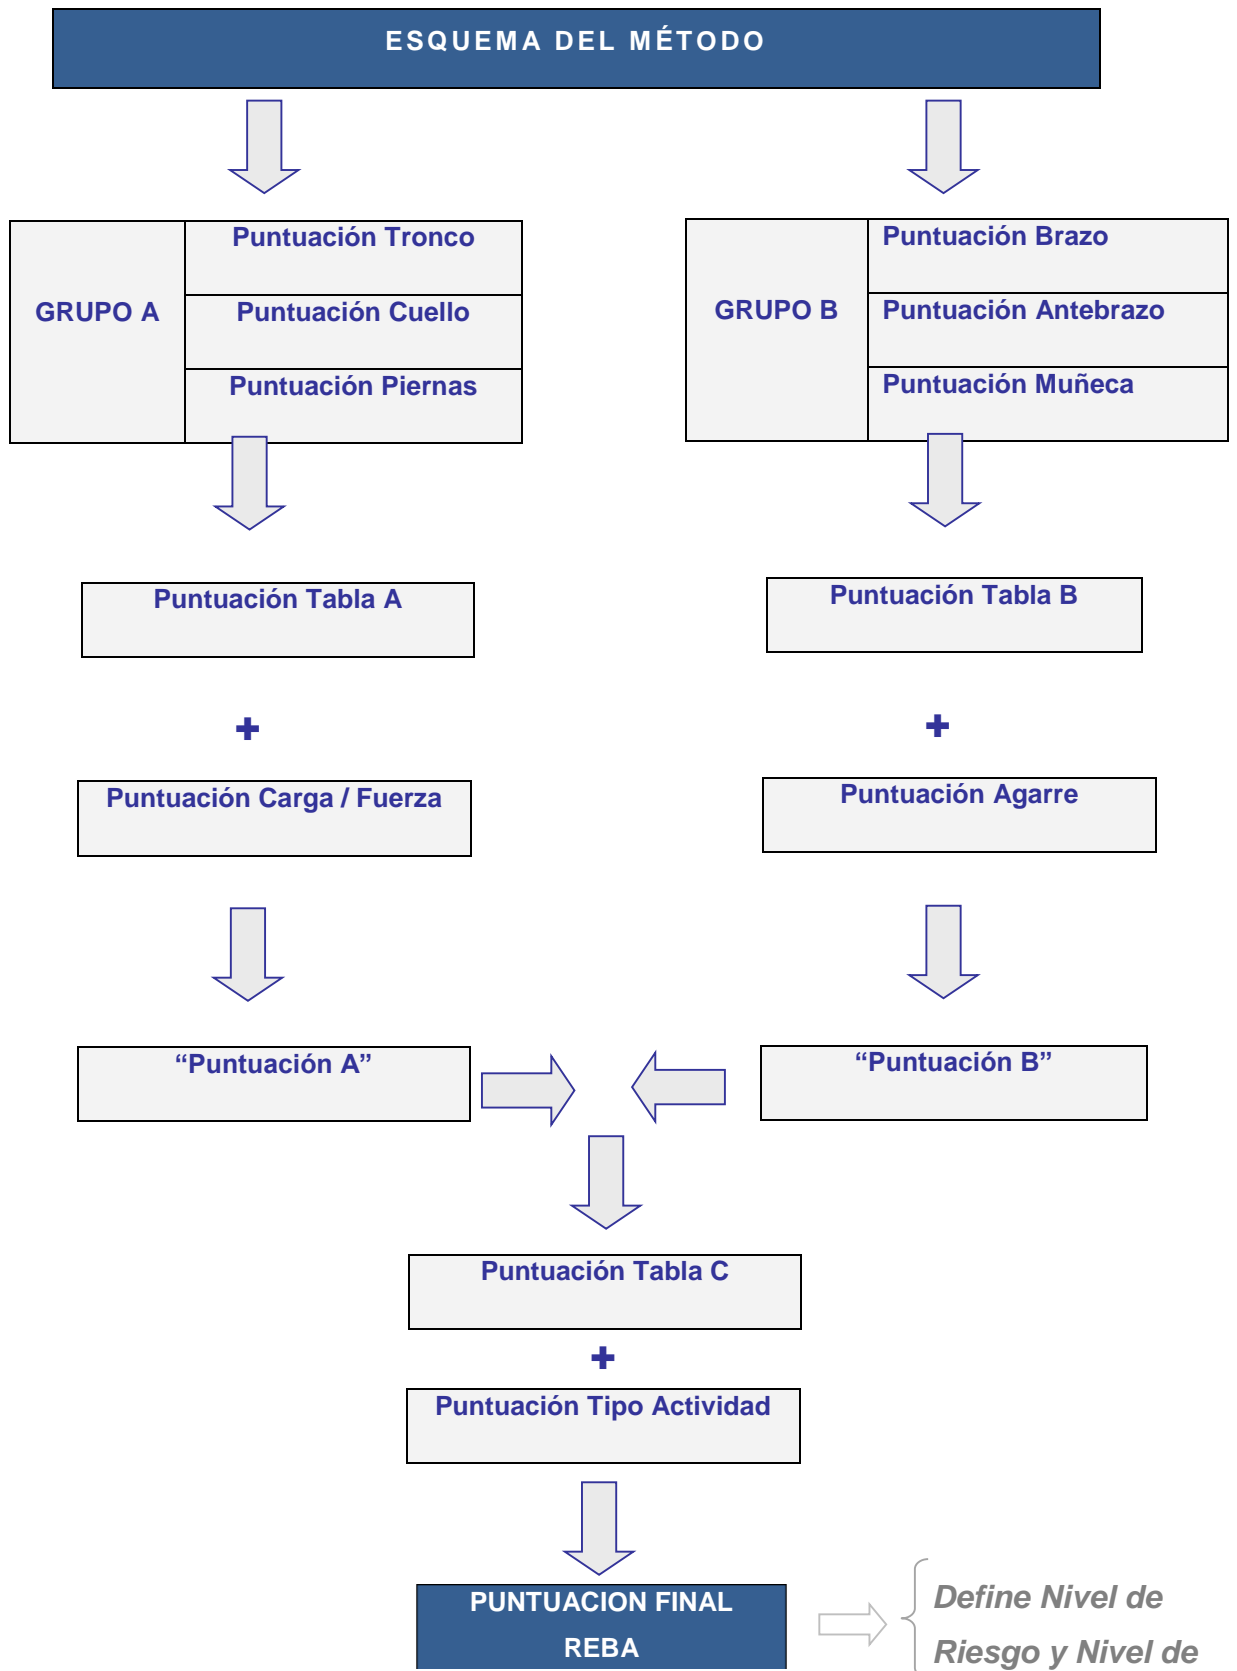 ESQUEMA DEL MÉTODO
GRUPO A
Puntuación Tronco
Puntuación Cuello
Puntuación Piernas
GRUPO B
Puntuación Brazo
Puntuación Antebrazo
Puntuación Muñeca
Puntuación Tabla A
+
Puntuación Carga / Fuerza
Puntuación Tabla B
+
Puntuación Agarre
“Puntuación A”
“Puntuación B”
Puntuación Tabla C
+
Puntuación Tipo Actividad
PUNTUACION FINAL
REBA
Define Nivel de
Riesgo y Nivel de